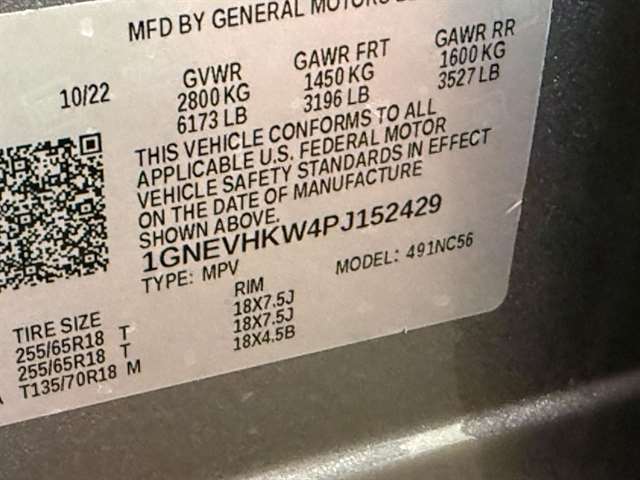 MFD BY GENERAL MOTORS
10/22
GVWR
2800 KG
6173 LB
GAWR FRT
1450 KG
3196 LB
GAWR RR
1600 KG
3527 LB
THIS VEHICLE CONFORMS TO ALL
APPLICABLE U.S. FEDERAL MOTOR
VEHICLE SAFETY STANDARDS IN EFFECT
ON THE DATE OF MANUFACTURE
SHOWN ABOVE.
1GNEVHKW4PJ152429
TYPE: MPV MODEL: 491NC56
TIRE SIZE RIM
255/65R18 T 18X7.5J
255/65R18 T 18X7.5J
T135/70R18 M 18X4.5B